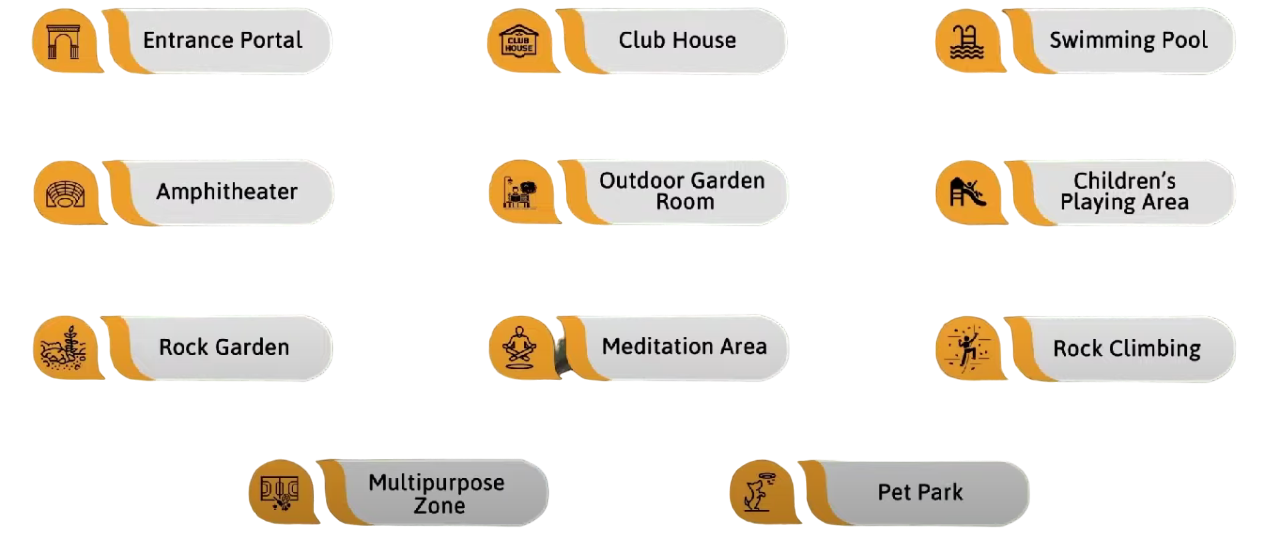 Entrance Portal
CLUB
HOUSE
Club House
Swimming Pool
Amphitheater
Outdoor Garden
Room
Children's
Playing Area
Rock Garden
Meditation Area
Rock Climbing
Multipurpose
Zone
Pet Park